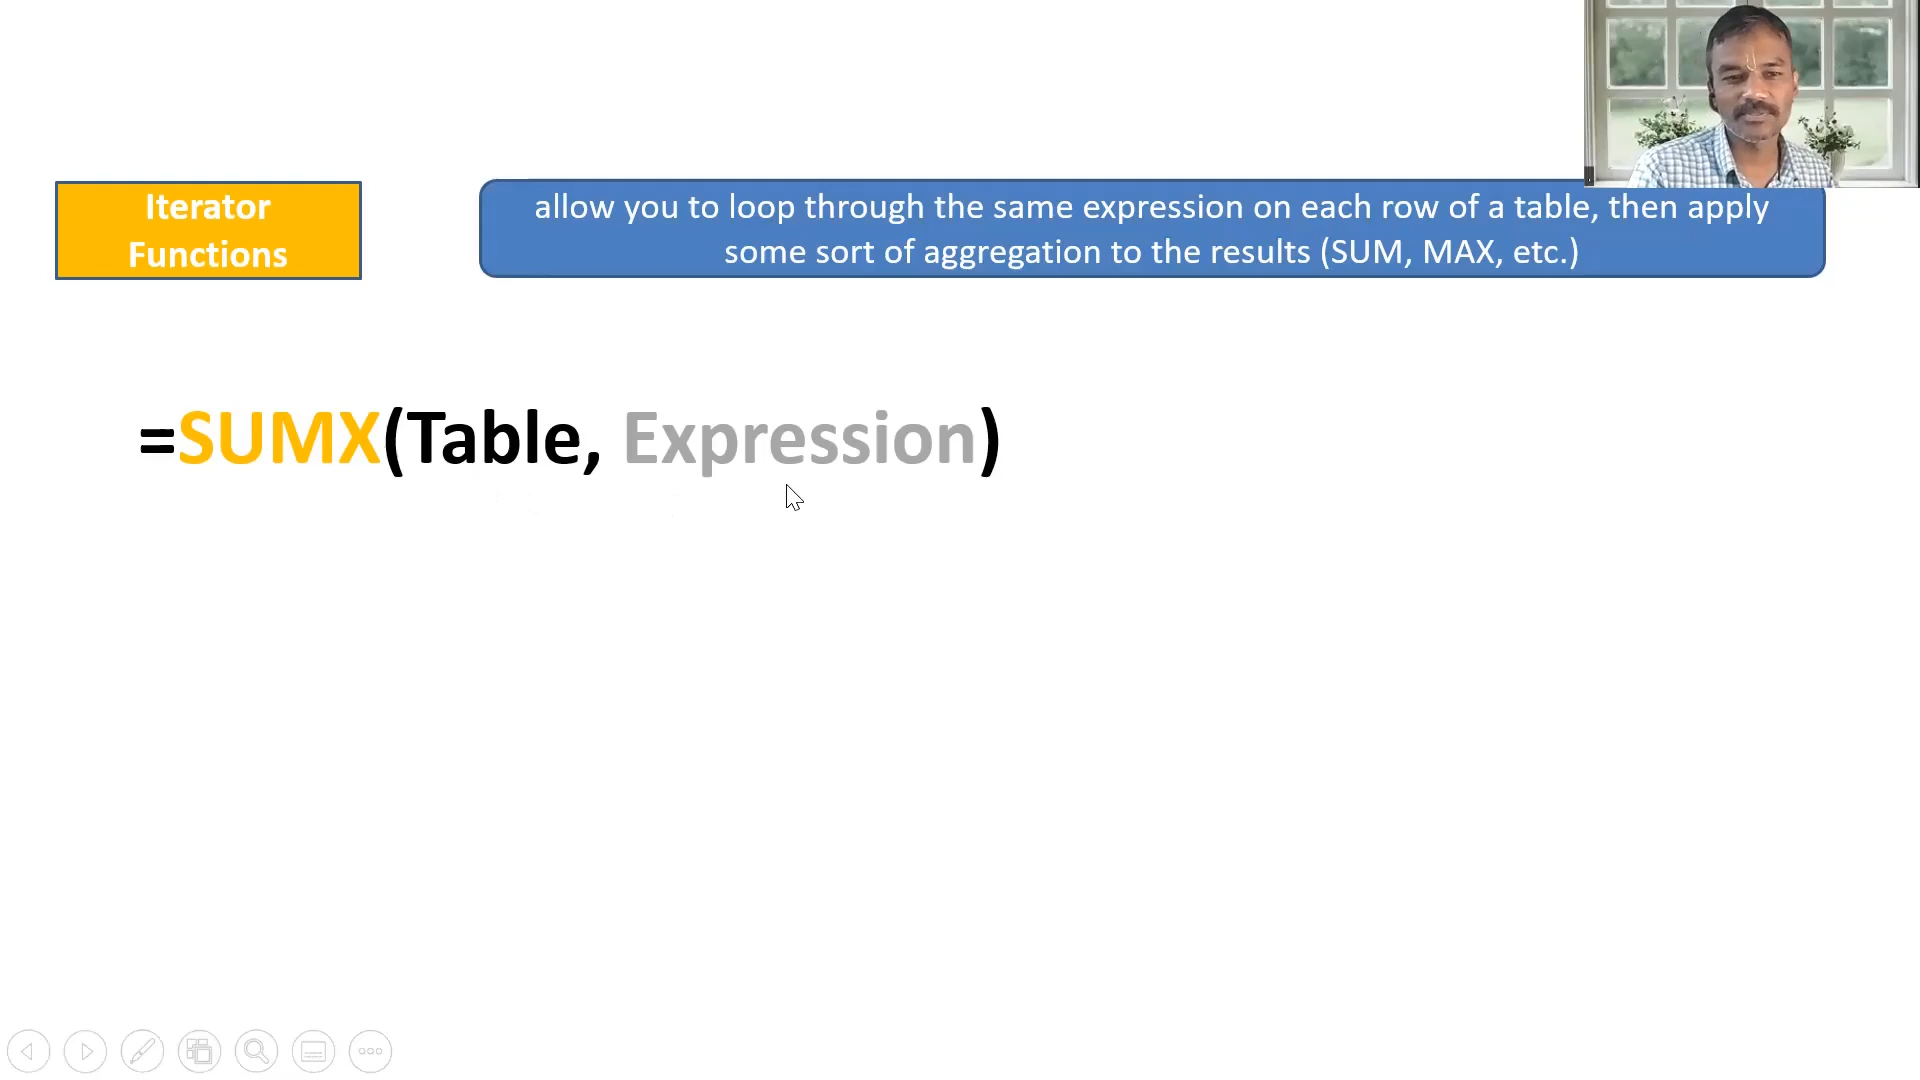 Iterator
Functions
allow you to loop through the same expression on each row of a table, then apply
some sort of aggregation to the results (SUM, MAX, etc.)
=SUMX(Table, Expression)